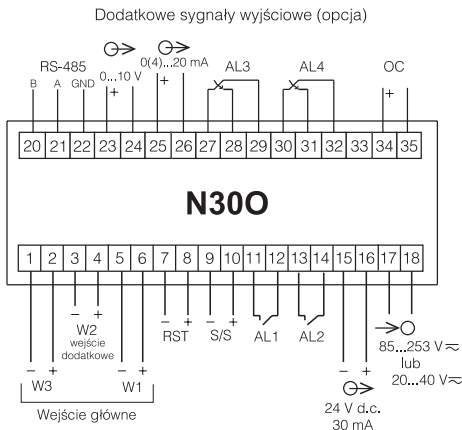 Dodatkowe sygnały wyjściowe (opcja)
RS-485
B A GND
0...10 V
+
0(4)...20 mA
+
AL3
AL4
OC
+
20 21 22 23 24 25 26 27 28 29 30 31 32 33 34 35
N30O
1 2 3 4 5 6 7 8 9 10 11 12 13 14 15 16 17 18
− +
W3
− +
W2
wejście
dodatkowe
− +
W1
Wejście główne
− +
RST
− +
S/S
AL1
AL2
− +
24 V d.c.
30 mA
85...253 V
lub
20...40 V